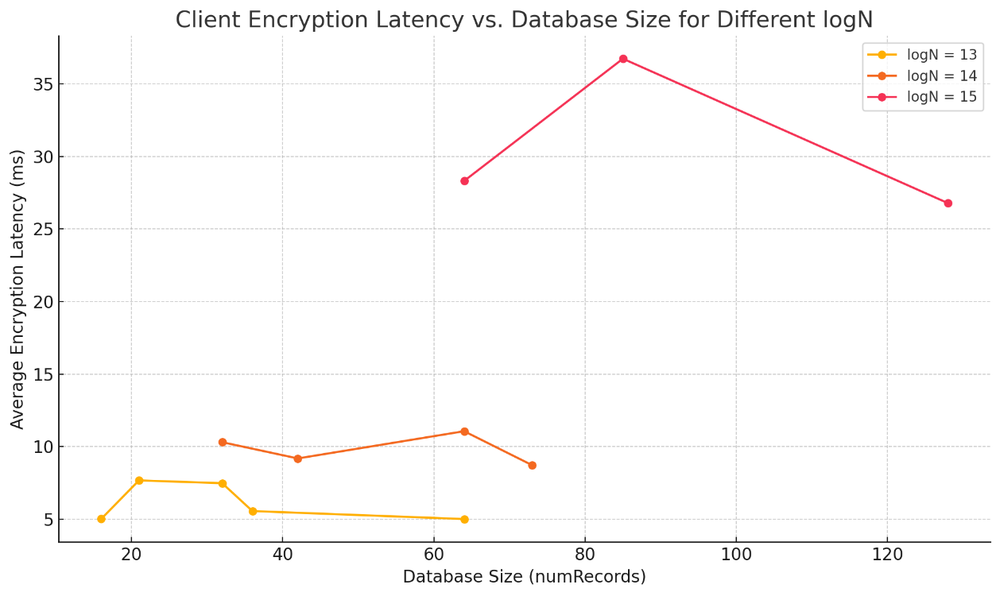 Client Encryption Latency vs. Database Size for Different logN
logN = 13
logN = 14
logN = 15
Average Encryption Latency (ms)
35
30
25
20
15
10
5
20 40 60 80 100 120
Database Size (numRecords)